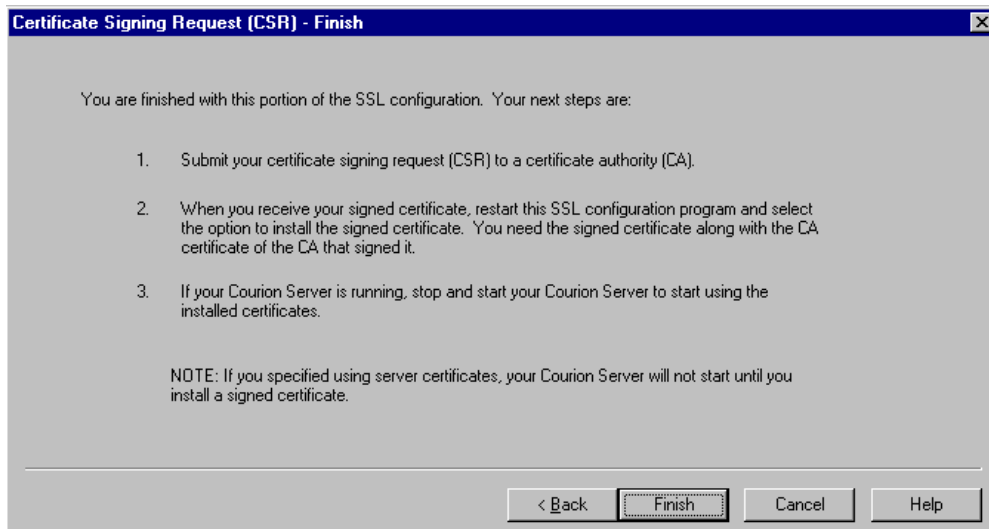 Certificate Signing Request (CSR) - Finish
You are finished with this portion of the SSL configuration. Your next steps are:
1. Submit your certificate signing request (CSR) to a certificate authority (CA).
2. When you receive your signed certificate, restart this SSL configuration program and select
the option to install the signed certificate. You need the signed certificate along with the CA
certificate of the CA that signed it.
3. If your Courion Server is running, stop and start your Courion Server to start using the
installed certificates.
NOTE: If you specified using server certificates, your Courion Server will not start until you
install a signed certificate.
< Back Finish Cancel Help